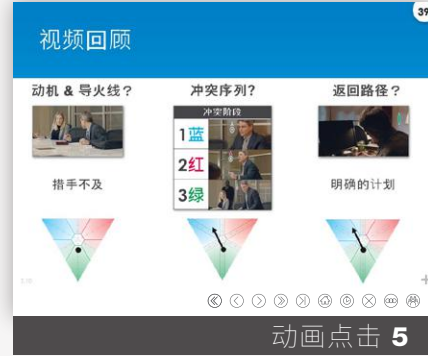 39
视频回顾
动机 & 导火线？
冲突序列？
返回路径？
冲突阶段
1蓝
2红
3绿
措手不及
明确的计划
动画点击 5